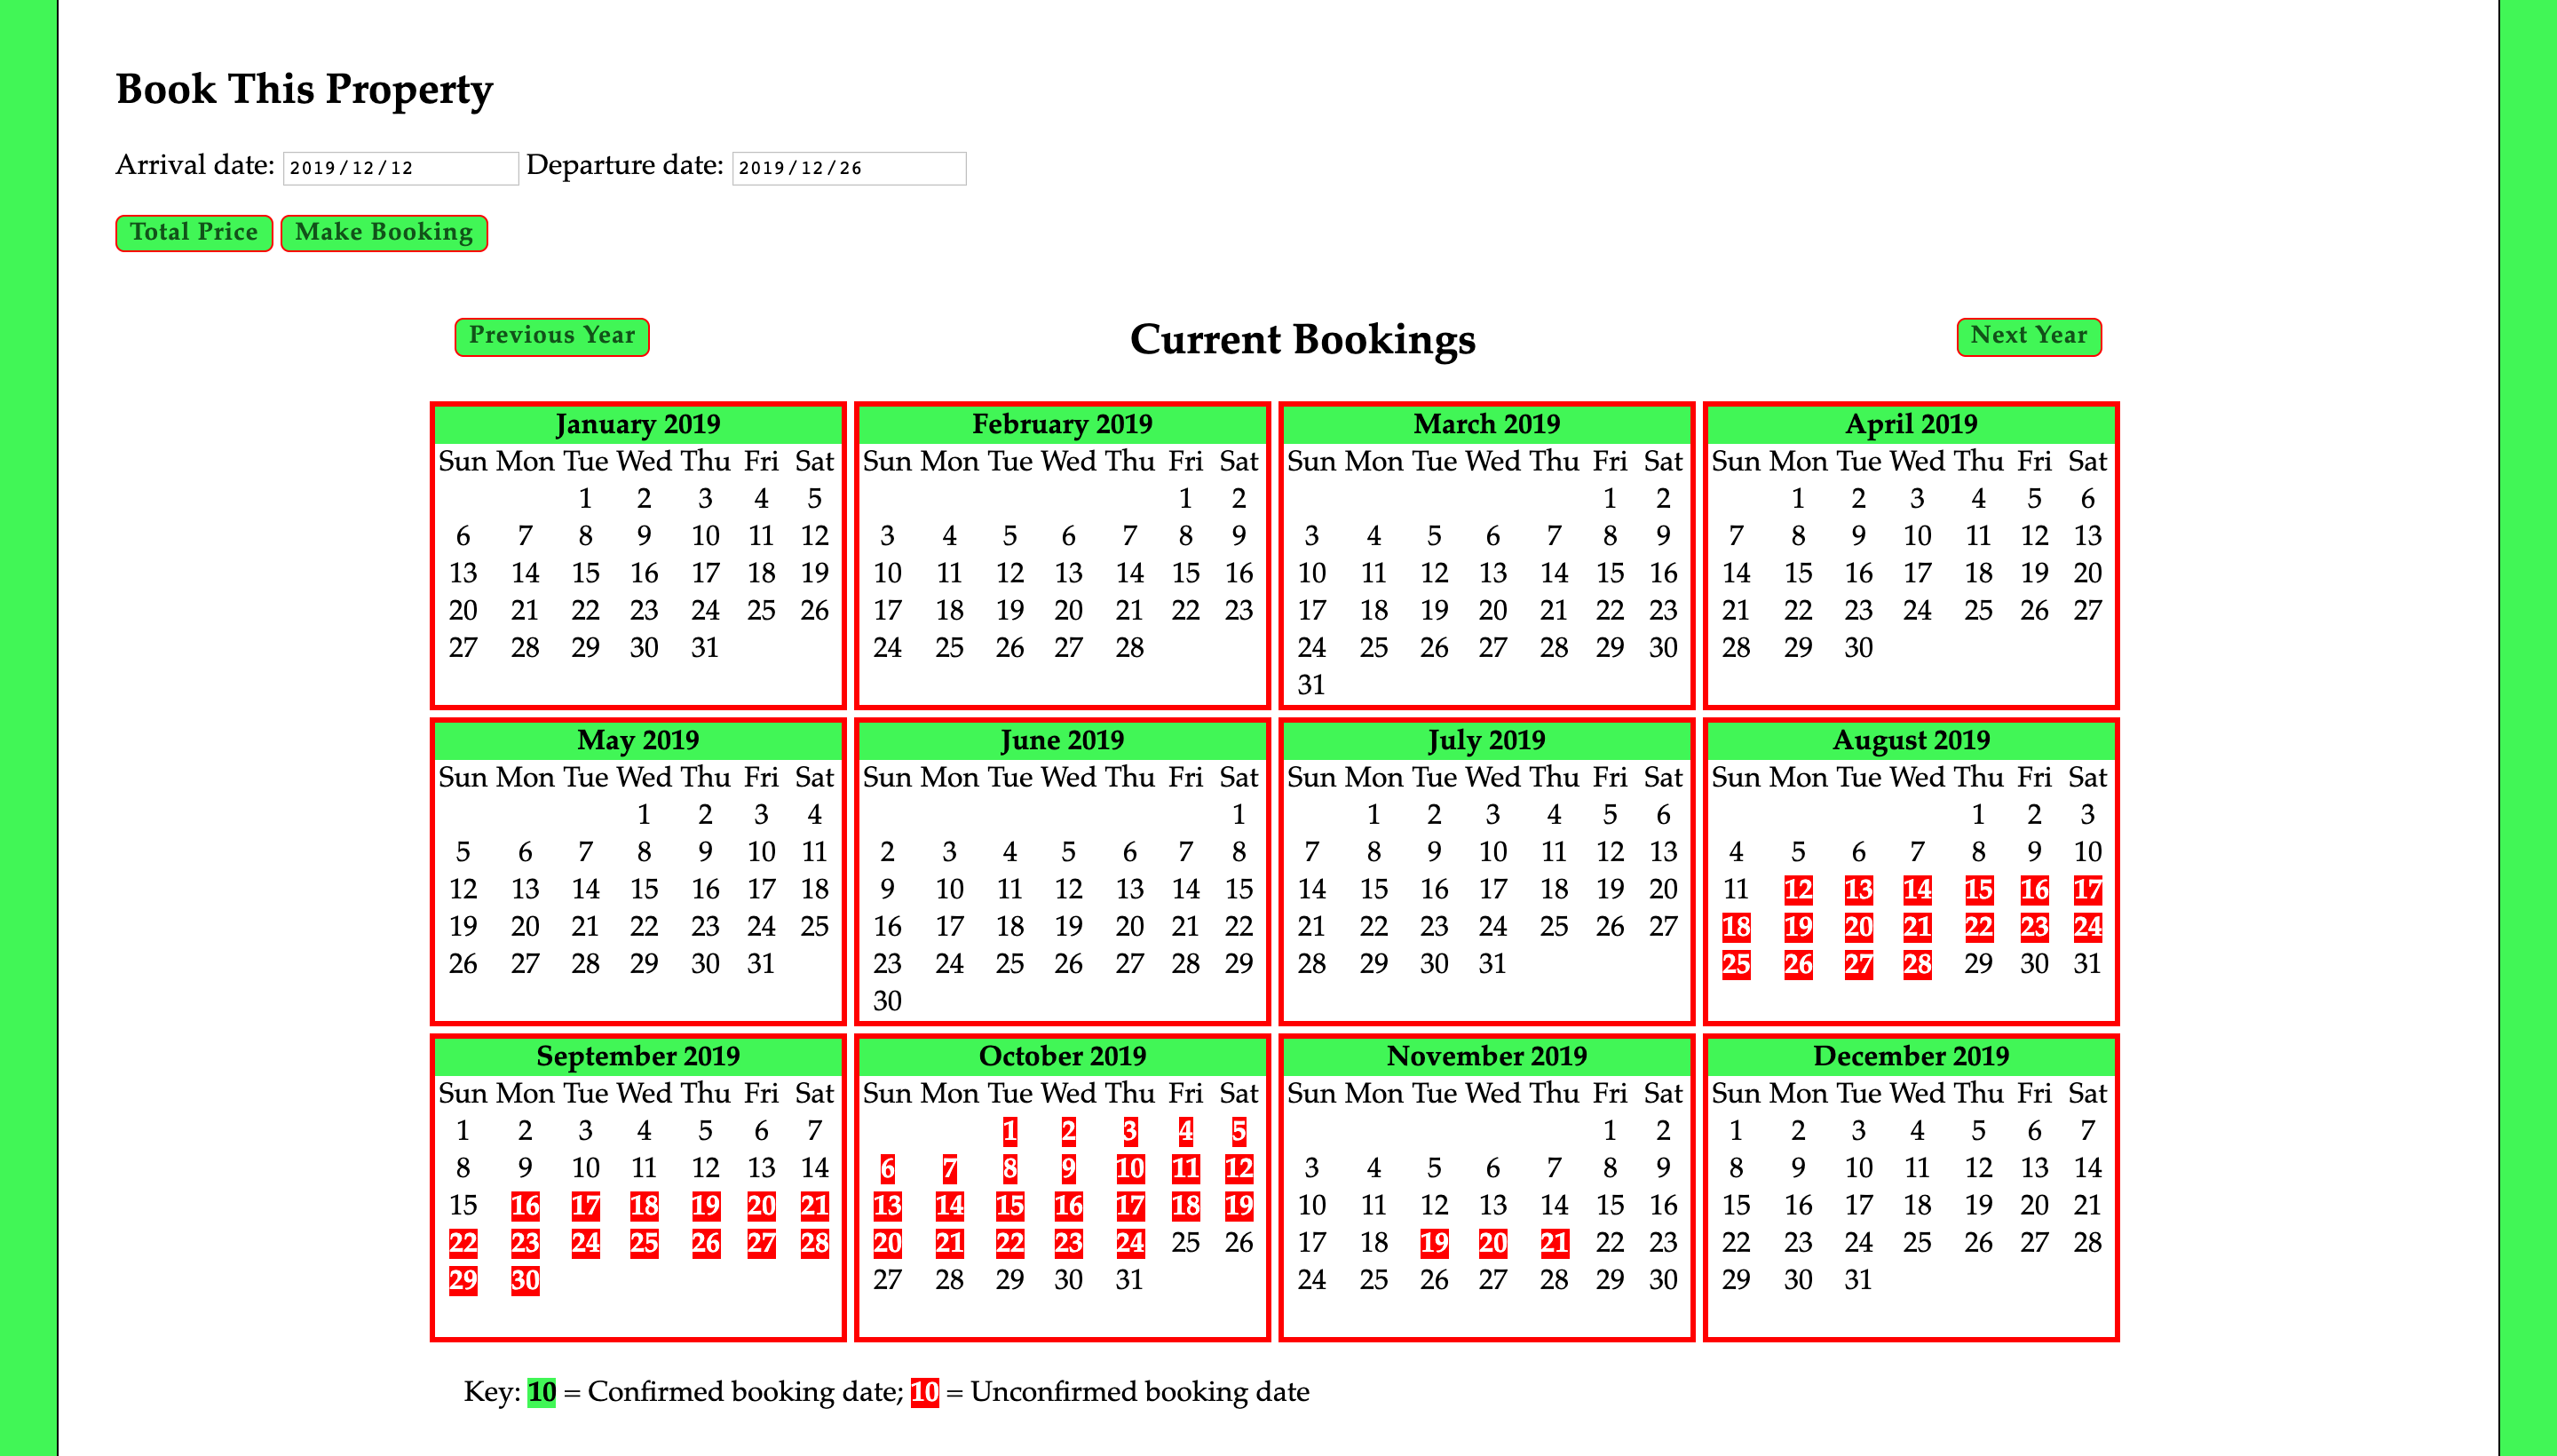 Book This Property
Arrival date: 2019/12/12 Departure date: 2019/12/26
Total Price Make Booking
Previous Year Current Bookings Next Year
January 2019
Sun Mon Tue Wed Thu Fri Sat
1 2 3 4 5
6 7 8 9 10 11 12
13 14 15 16 17 18 19
20 21 22 23 24 25 26
27 28 29 30 31
February 2019
Sun Mon Tue Wed Thu Fri Sat
1 2
3 4 5 6 7 8 9
10 11 12 13 14 15 16
17 18 19 20 21 22 23
24 25 26 27 28
March 2019
Sun Mon Tue Wed Thu Fri Sat
1 2
3 4 5 6 7 8 9
10 11 12 13 14 15 16
17 18 19 20 21 22 23
24 25 26 27 28 29 30
31
April 2019
Sun Mon Tue Wed Thu Fri Sat
1 2 3 4 5 6
7 8 9 10 11 12 13
14 15 16 17 18 19 20
21 22 23 24 25 26 27
28 29 30
May 2019
Sun Mon Tue Wed Thu Fri Sat
1 2 3 4
5 6 7 8 9 10 11
12 13 14 15 16 17 18
19 20 21 22 23 24 25
26 27 28 29 30 31
June 2019
Sun Mon Tue Wed Thu Fri Sat
1
2 3 4 5 6 7 8
9 10 11 12 13 14 15
16 17 18 19 20 21 22
23 24 25 26 27 28 29
30
July 2019
Sun Mon Tue Wed Thu Fri Sat
1 2 3 4 5 6
7 8 9 10 11 12 13
14 15 16 17 18 19 20
21 22 23 24 25 26 27
28 29 30 31
August 2019
Sun Mon Tue Wed Thu Fri Sat
1 2 3
4 5 6 7 8 9 10
11 12 13 14 15 16 17
18 19 20 21 22 23 24
25 26 27 28 29 30 31
September 2019
Sun Mon Tue Wed Thu Fri Sat
1 2 3 4 5 6 7
8 9 10 11 12 13 14
15 16 17 18 19 20 21
22 23 24 25 26 27 28
29 30
October 2019
Sun Mon Tue Wed Thu Fri Sat
1 2 3 4 5
6 7 8 9 10 11 12
13 14 15 16 17 18 19
20 21 22 23 24 25 26
27 28 29 30 31
November 2019
Sun Mon Tue Wed Thu Fri Sat
1 2
3 4 5 6 7 8 9
10 11 12 13 14 15 16
17 18 19 20 21 22 23
24 25 26 27 28 29 30
December 2019
Sun Mon Tue Wed Thu Fri Sat
1 2 3 4 5 6 7
8 9 10 11 12 13 14
15 16 17 18 19 20 21
22 23 24 25 26 27 28
29 30 31
Key: 10 = Confirmed booking date; 10 = Unconfirmed booking date